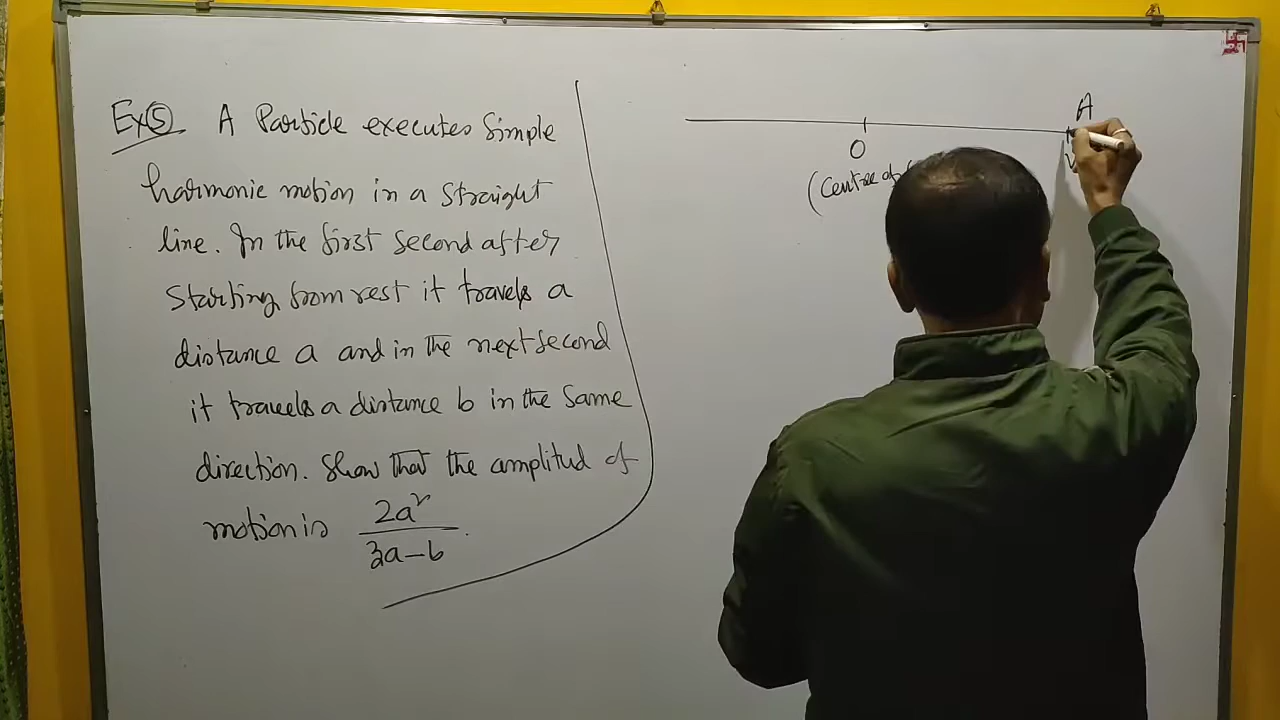 Ex⑤ A Particle executes Simple
harmonic motion in a straight
line. In the first second after
starting from rest it travels a
distance a and in the next second
it travels a distance b in the same
direction. Show that the amplitud of
motion is 2a²
3a-b
A
O
(Centre of